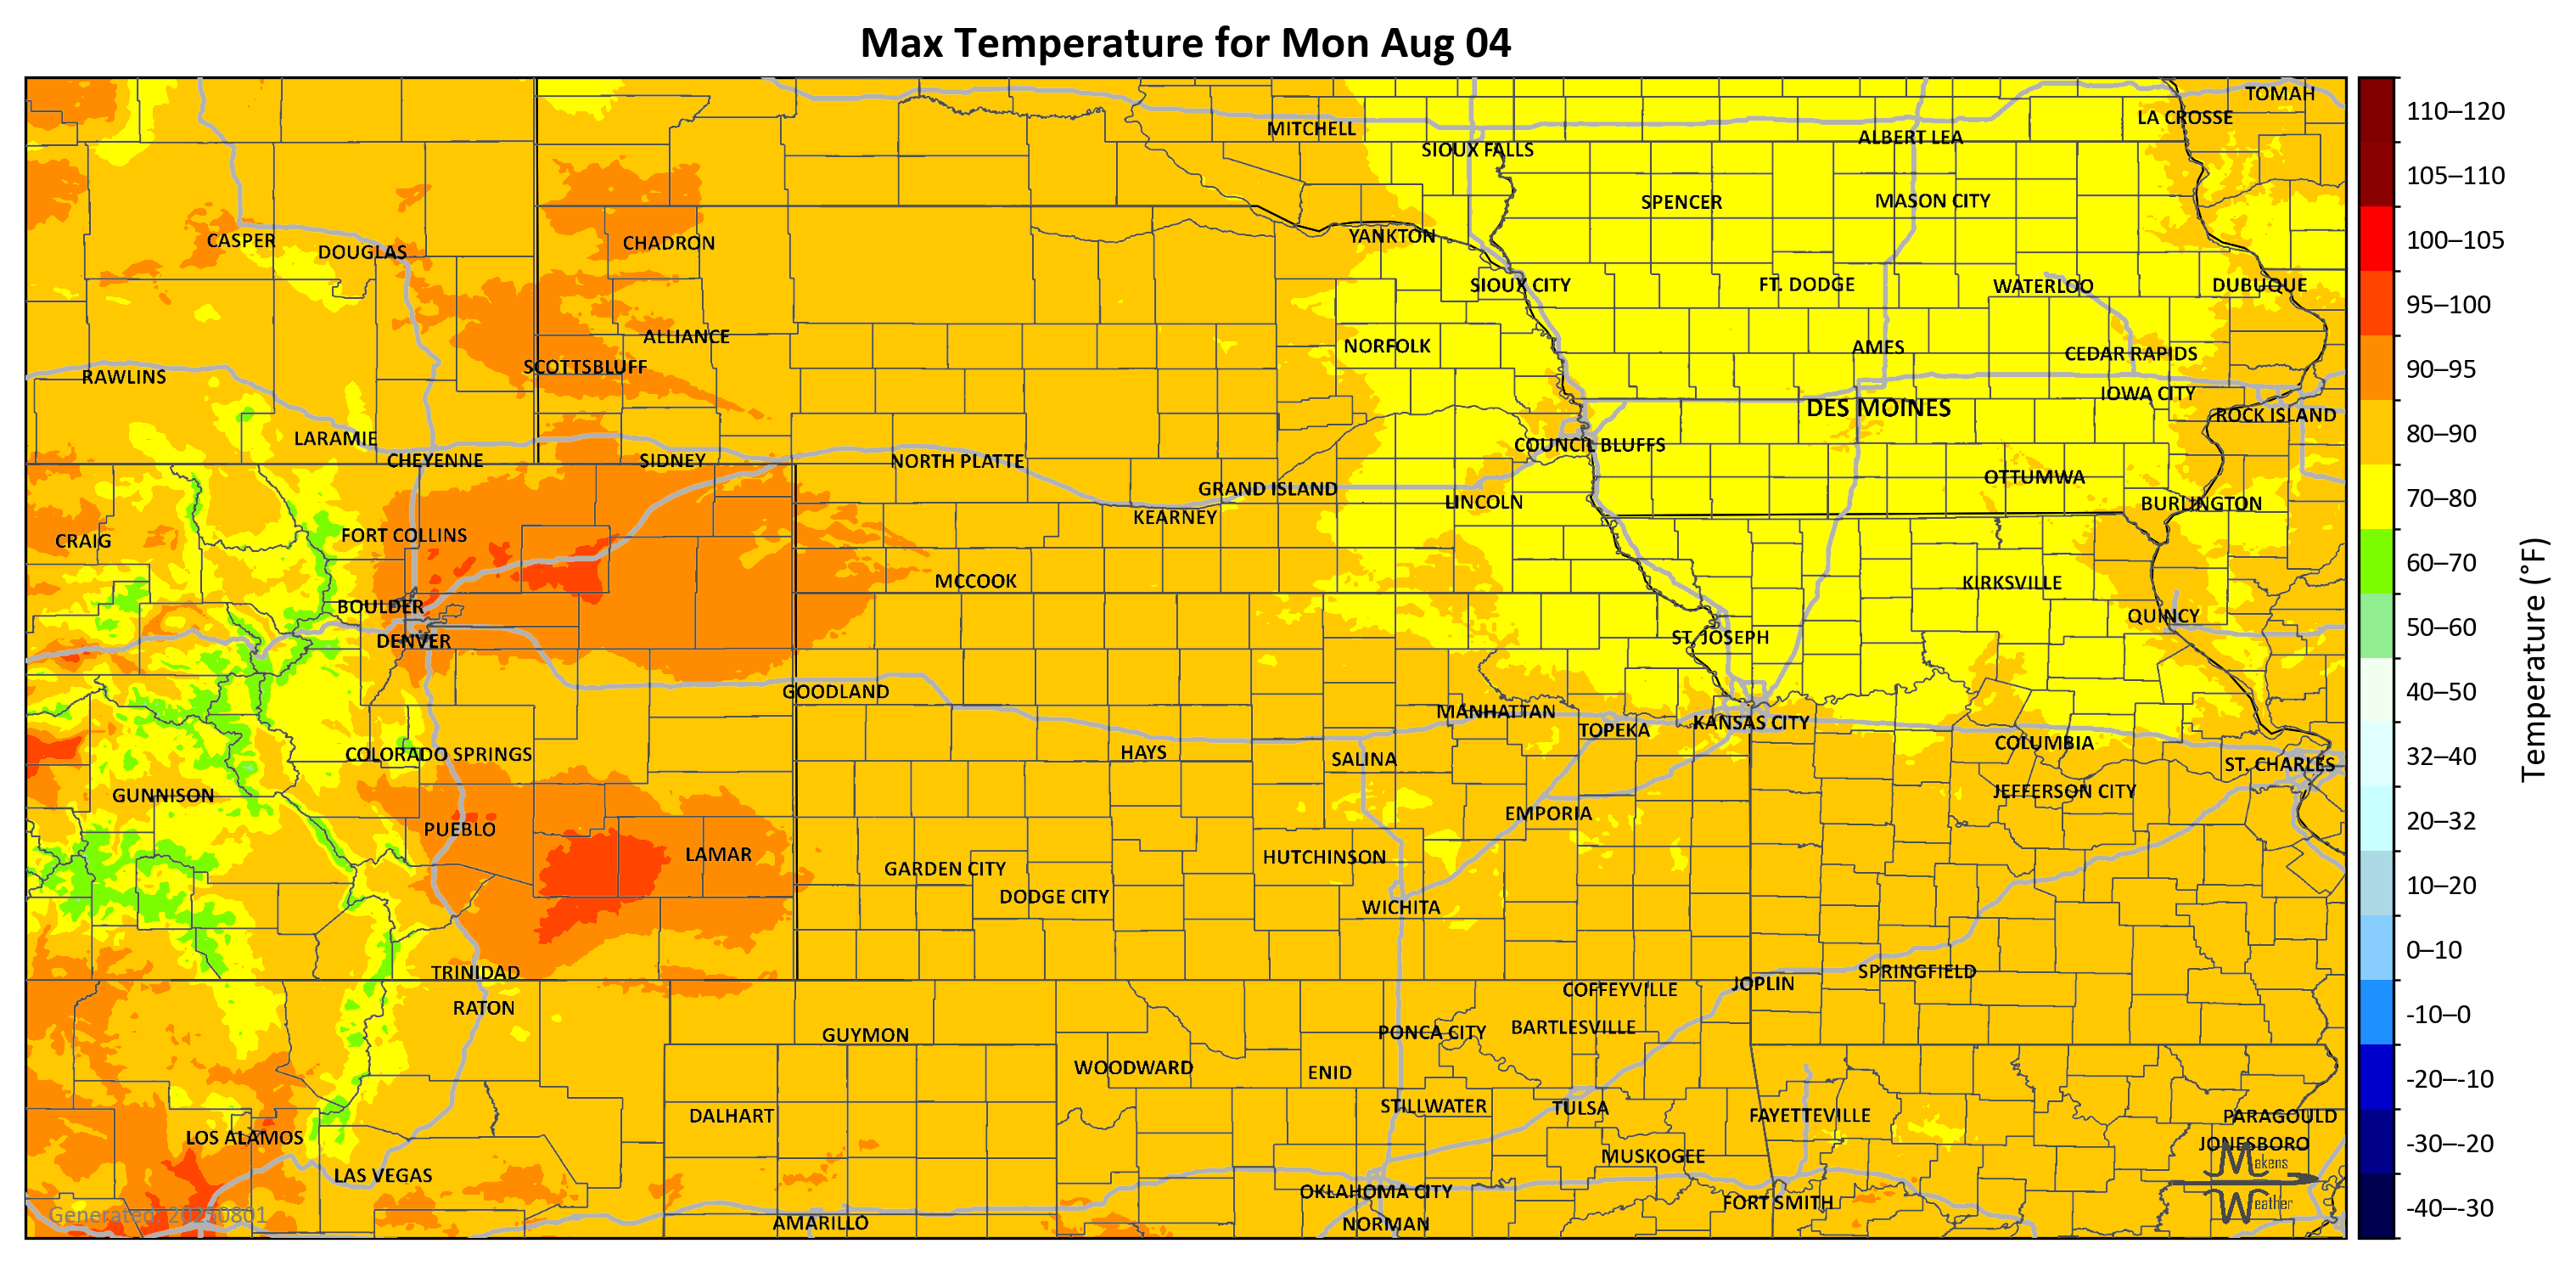 Max Temperature for Mon Aug 04
TOMAH
LA CROSSE
MITCHELL
ALBERT LEA
SIOUX FALLS
SPENCER
MASON CITY
CASPER
DOUGLAS
CHADRON
YANKTON
SIOUX CITY
FT. DODGE
WATERLOO
DUBUQUE
ALLIANCE
NORFOLK
AMES
CEDAR RAPIDS
SCOTTSBLUFF
RAWLINS
IOWA CITY
DES MOINES
ROCK ISLAND
LARAMIE
COUNCIL BLUFFS
CHEYENNE
SIDNEY
NORTH PLATTE
OTTUMWA
GRAND ISLAND
LINCOLN
BURLINGTON
KEARNEY
FORT COLLINS
CRAIG
MCCOOK
KIRKSVILLE
BOULDER
QUINCY
DENVER
ST. JOSEPH
GOODLAND
MANHATTAN
TOPEKA
KANSAS CITY
COLUMBIA
COLORADO SPRINGS
HAYS
SALINA
ST. CHARLES
GUNNISON
JEFFERSON CITY
EMPORIA
PUEBLO
LAMAR
HUTCHINSON
GARDEN CITY
DODGE CITY
WICHITA
TRINIDAD
SPRINGFIELD
JOPLIN
COFFEYVILLE
RATON
BARTLESVILLE
PONCA CITY
GUYMON
WOODWARD
ENID
STILLWATER
TULSA
DALHART
FAYETTEVILLE
PARAGOULD
LOS ALAMOS
JONESBORO
MUSKOGEE
LAS VEGAS
OKLAHOMA CITY
FORT SMITH
AMARILLO
NORMAN
Generated: 20250801
Makens
Weather
110–120
105–110
100–105
95–100
90–95
80–90
70–80
60–70
50–60
40–50
32–40
20–32
10–20
0–10
-10–0
-20–-10
-30–-20
-40–-30
Temperature (°F)